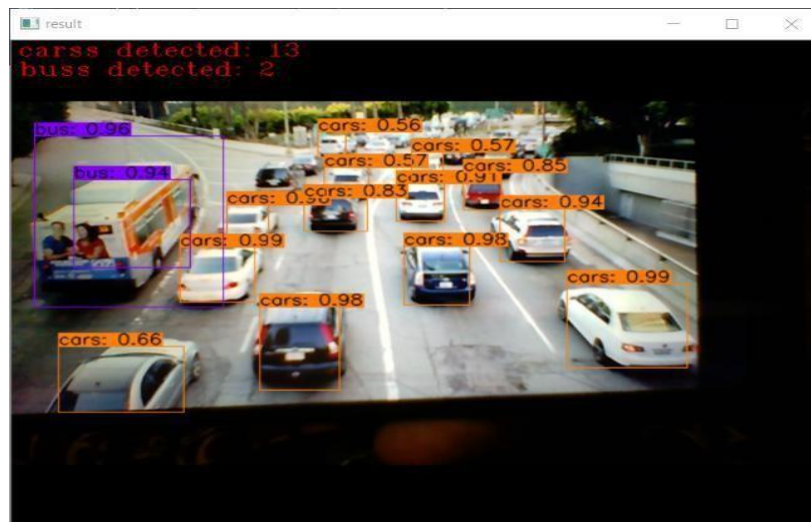 result
carss detected: 13
buss detected: 2
cars: 0.56
bus: 0.96
cars: 0.57
cars: 0.57
cars: 0.85
bus: 0.94
cars: 0.91
cars: 0.83
cars: 0.94
cars: 0.99
cars: 0.98
cars: 0.99
cars: 0.98
cars: 0.66